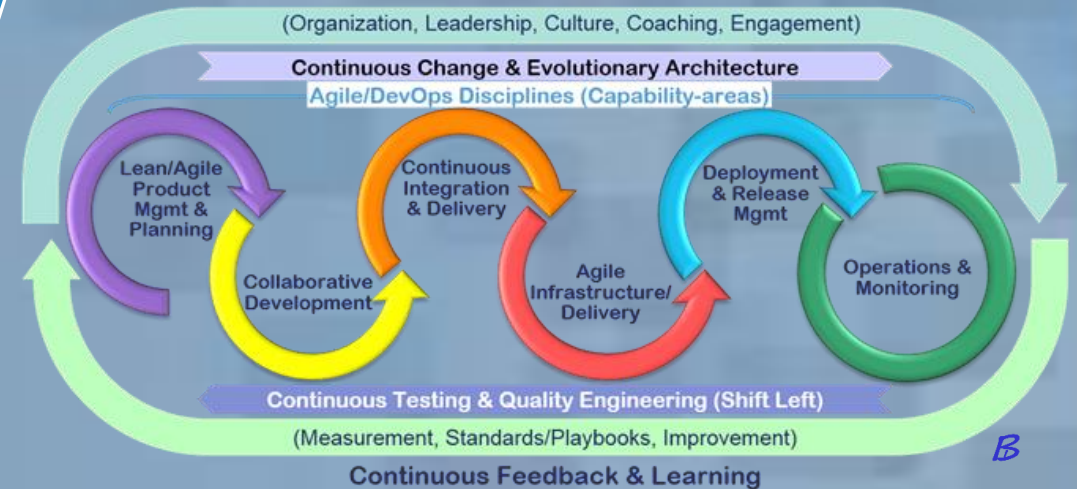 (Organization, Leadership, Culture, Coaching, Engagement)
Continuous Change & Evolutionary Architecture
Agile/DevOps Disciplines (Capability-areas)
Lean/Agile
Product
Mgmt &
Planning
Collaborative
Development
Continuous
Integration
& Delivery
Agile
Infrastructure/
Delivery
Deployment
& Release
Mgmt
Operations &
Monitoring
Continuous Testing & Quality Engineering (Shift Left)
(Measurement, Standards/Playbooks, Improvement)
B
Continuous Feedback & Learning